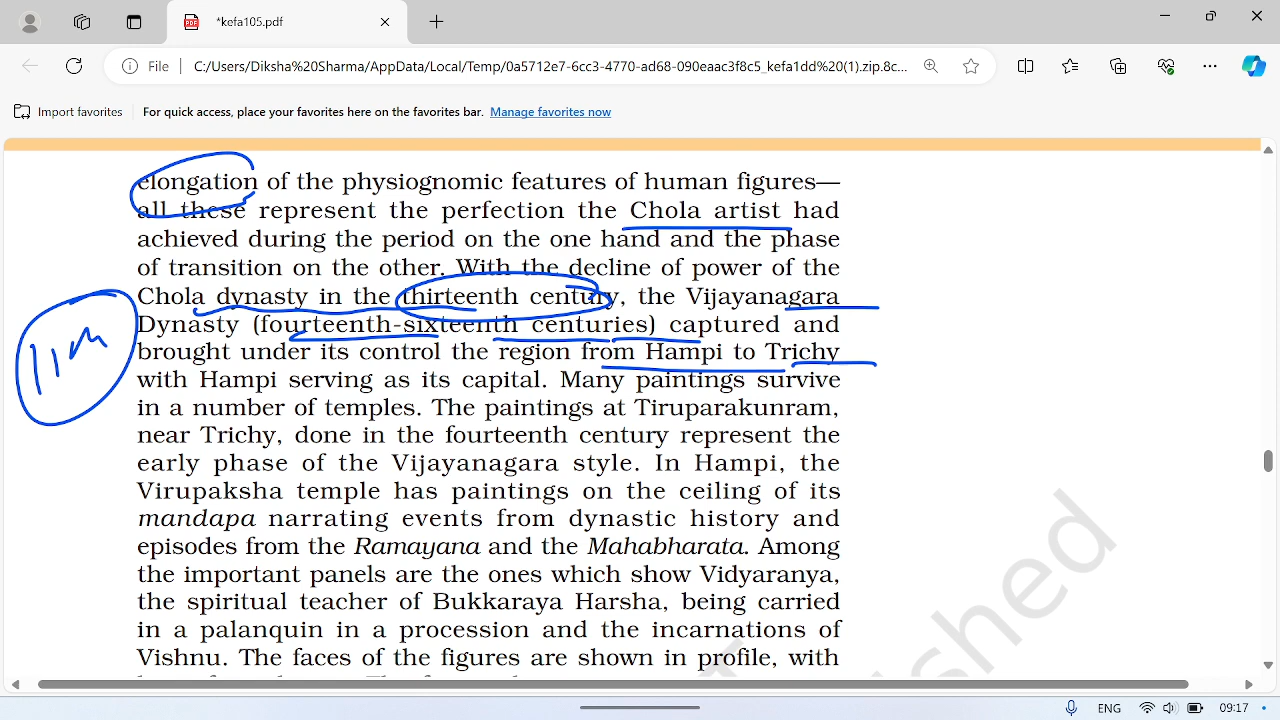 *kefa105.pdf
File
C:/Users/Diksha%20Sharma/AppData/Local/Temp/0a5712e7-6cc3-4770-ad68-090eaac3f8c5_kefa1dd%20(1).zip.8c...
Import favorites
For quick access, place your favorites here on the favorites bar. Manage favorites now
elongation of the physiognomic features of human figures—
all these represent the perfection the Chola artist had
achieved during the period on the one hand and the phase
of transition on the other. With the decline of power of the
Chola dynasty in the thirteenth century, the Vijayanagara
Dynasty (fourteenth-sixteenth centuries) captured and
brought under its control the region from Hampi to Trichy
with Hampi serving as its capital. Many paintings survive
in a number of temples. The paintings at Tiruparakunram,
near Trichy, done in the fourteenth century represent the
early phase of the Vijayanagara style. In Hampi, the
Virupaksha temple has paintings on the ceiling of its
mandapa narrating events from dynastic history and
episodes from the Ramayana and the Mahabharata. Among
the important panels are the ones which show Vidyaranya,
the spiritual teacher of Bukkaraya Harsha, being carried
in a palanquin in a procession and the incarnations of
Vishnu. The faces of the figures are shown in profile, with
ENG
09:17